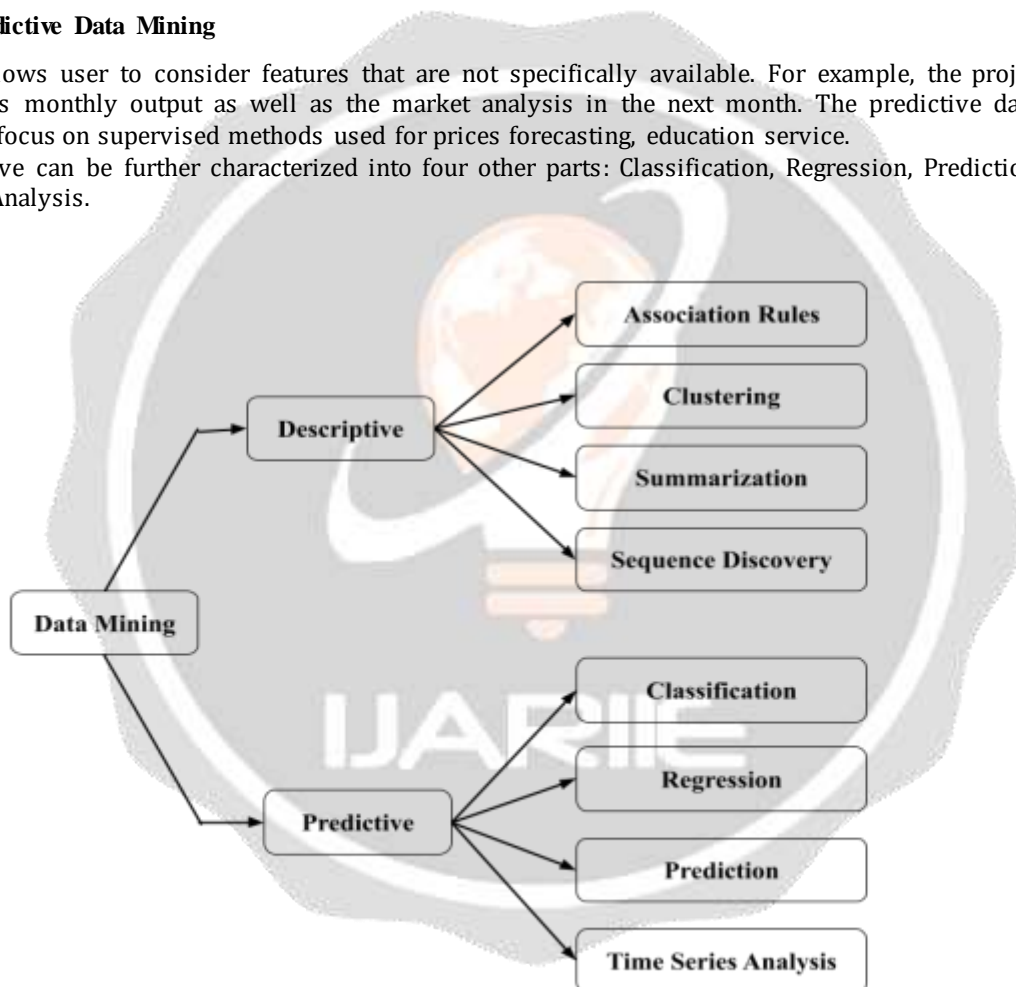 dictive Data Mining
lows user to consider features that are not specifically available. For example, the proj
s monthly output as well as the market analysis in the next month. The predictive da
focus on supervised methods used for prices forecasting, education service.
ve can be further characterized into four other parts: Classification, Regression, Predictio
Analysis.
Association Rules
Clustering
Descriptive
Summarization
Sequence Discovery
Data Mining
Classification
IJARIIE
Regression
Predictive
Prediction
Time Series Analysis